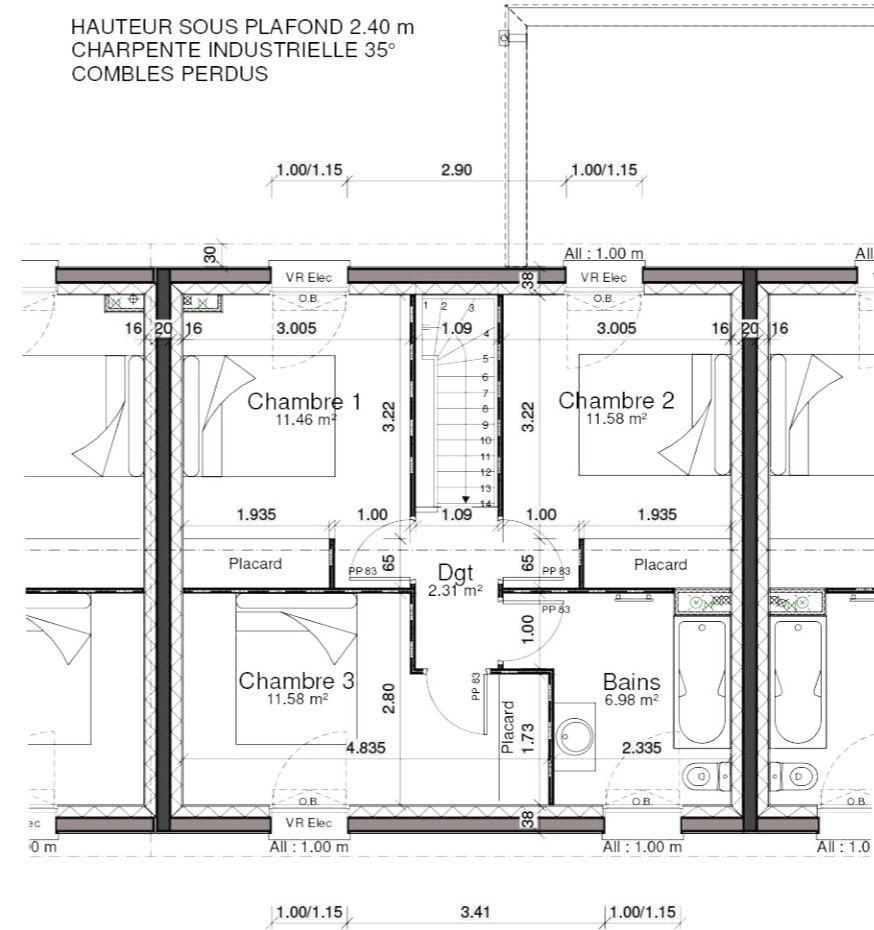 HAUTEUR SOUS PLAFOND 2.40 m
CHARPENTE INDUSTRIELLE 35°
COMBLES PERDUS
1.00/1.15
2.90
1.00/1.15
30
All : 1.00 m
All
VR Elec
38
VR Elec
O.B.
O.B.
1
2
3
16
20
16
3.005
1.09
4
3.005
16
20
16
5
6
7
8
9
10
11
12
13
14
Chambre 1
11.46 m²
3.22
3.22
Chambre 2
11.58 m²
1.935
1.00
1.09
1.00
1.935
Placard
65
PP 83
Dgt
2.31 m²
65
PP 83
Placard
PP 83
1.00
Chambre 3
11.58 m²
2.80
PP 83
Bains
6.98 m²
Placard
1.73
4.835
2.335
O.B.
O.B.
O.B.
ec
VR Elec
38
00 m
All : 1.00 m
All : 1.00 m
All : 1.0
1.00/1.15
3.41
1.00/1.15